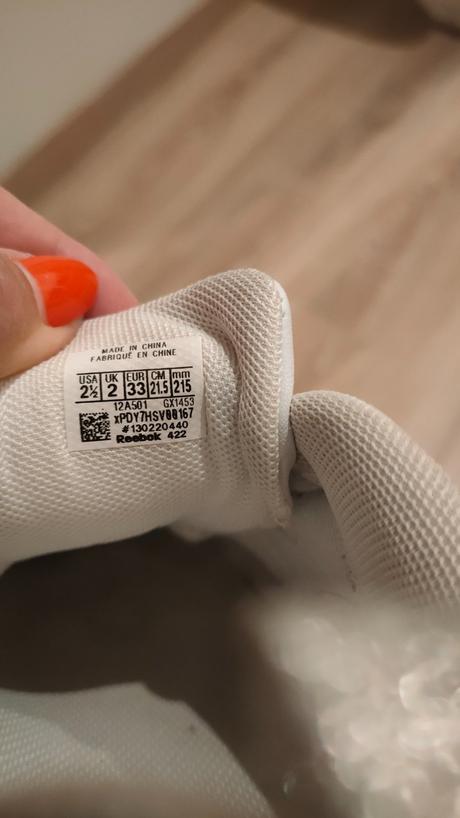 MADE IN CHINA
FABRIQUÉ EN CHINE
USA UK EUR CM mm
2½ 2 33 21.5 215
12A501 GX1453
xPDY7HSV00167
#130220440
Reebok 422